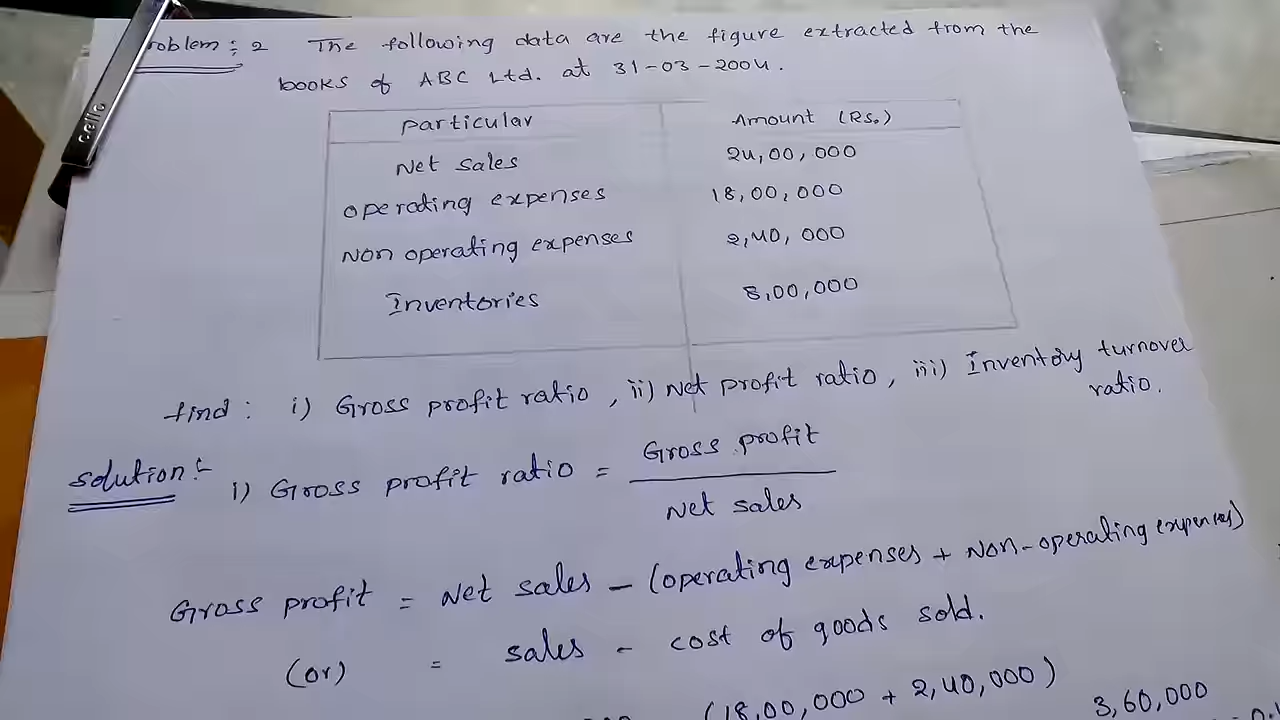 roblem :- 2 The following data are the figure extracted from the
books of ABC Ltd. at 31-03-2004.
particular Amount (Rs.)
Net sales 24,00,000
operating expenses 18,00,000
Non operating expenses 2,40,000
Inventories 8,00,000
find : i) Gross profit ratio , ii) Net profit ratio , iii) Inventory turnover
ratio.
solution :- i) Gross profit ratio = Gross profit
Net sales
Gross profit = Net sales - (operating expenses + Non-operating expenses)
(or) = sales - cost of goods sold.
(18,00,000 + 2,40,000) 3,60,000
cello